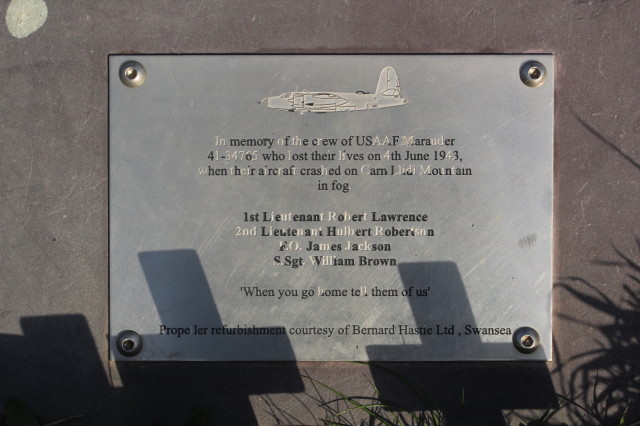 In memory of the crew of USAAF Marauder
41-34765 who lost their lives on 4th June 1943,
when their aircraft crashed on Carn Llidi Mountain
in fog.
1st Lieutenant Robert Lawrence
2nd Lieutenant Hulbert Robertson
F.O. James Jackson
S.Sgt. William Brown
'When you go home tell them of us'
Propeller refurbishment courtesy of Bernard Hastie Ltd , Swansea